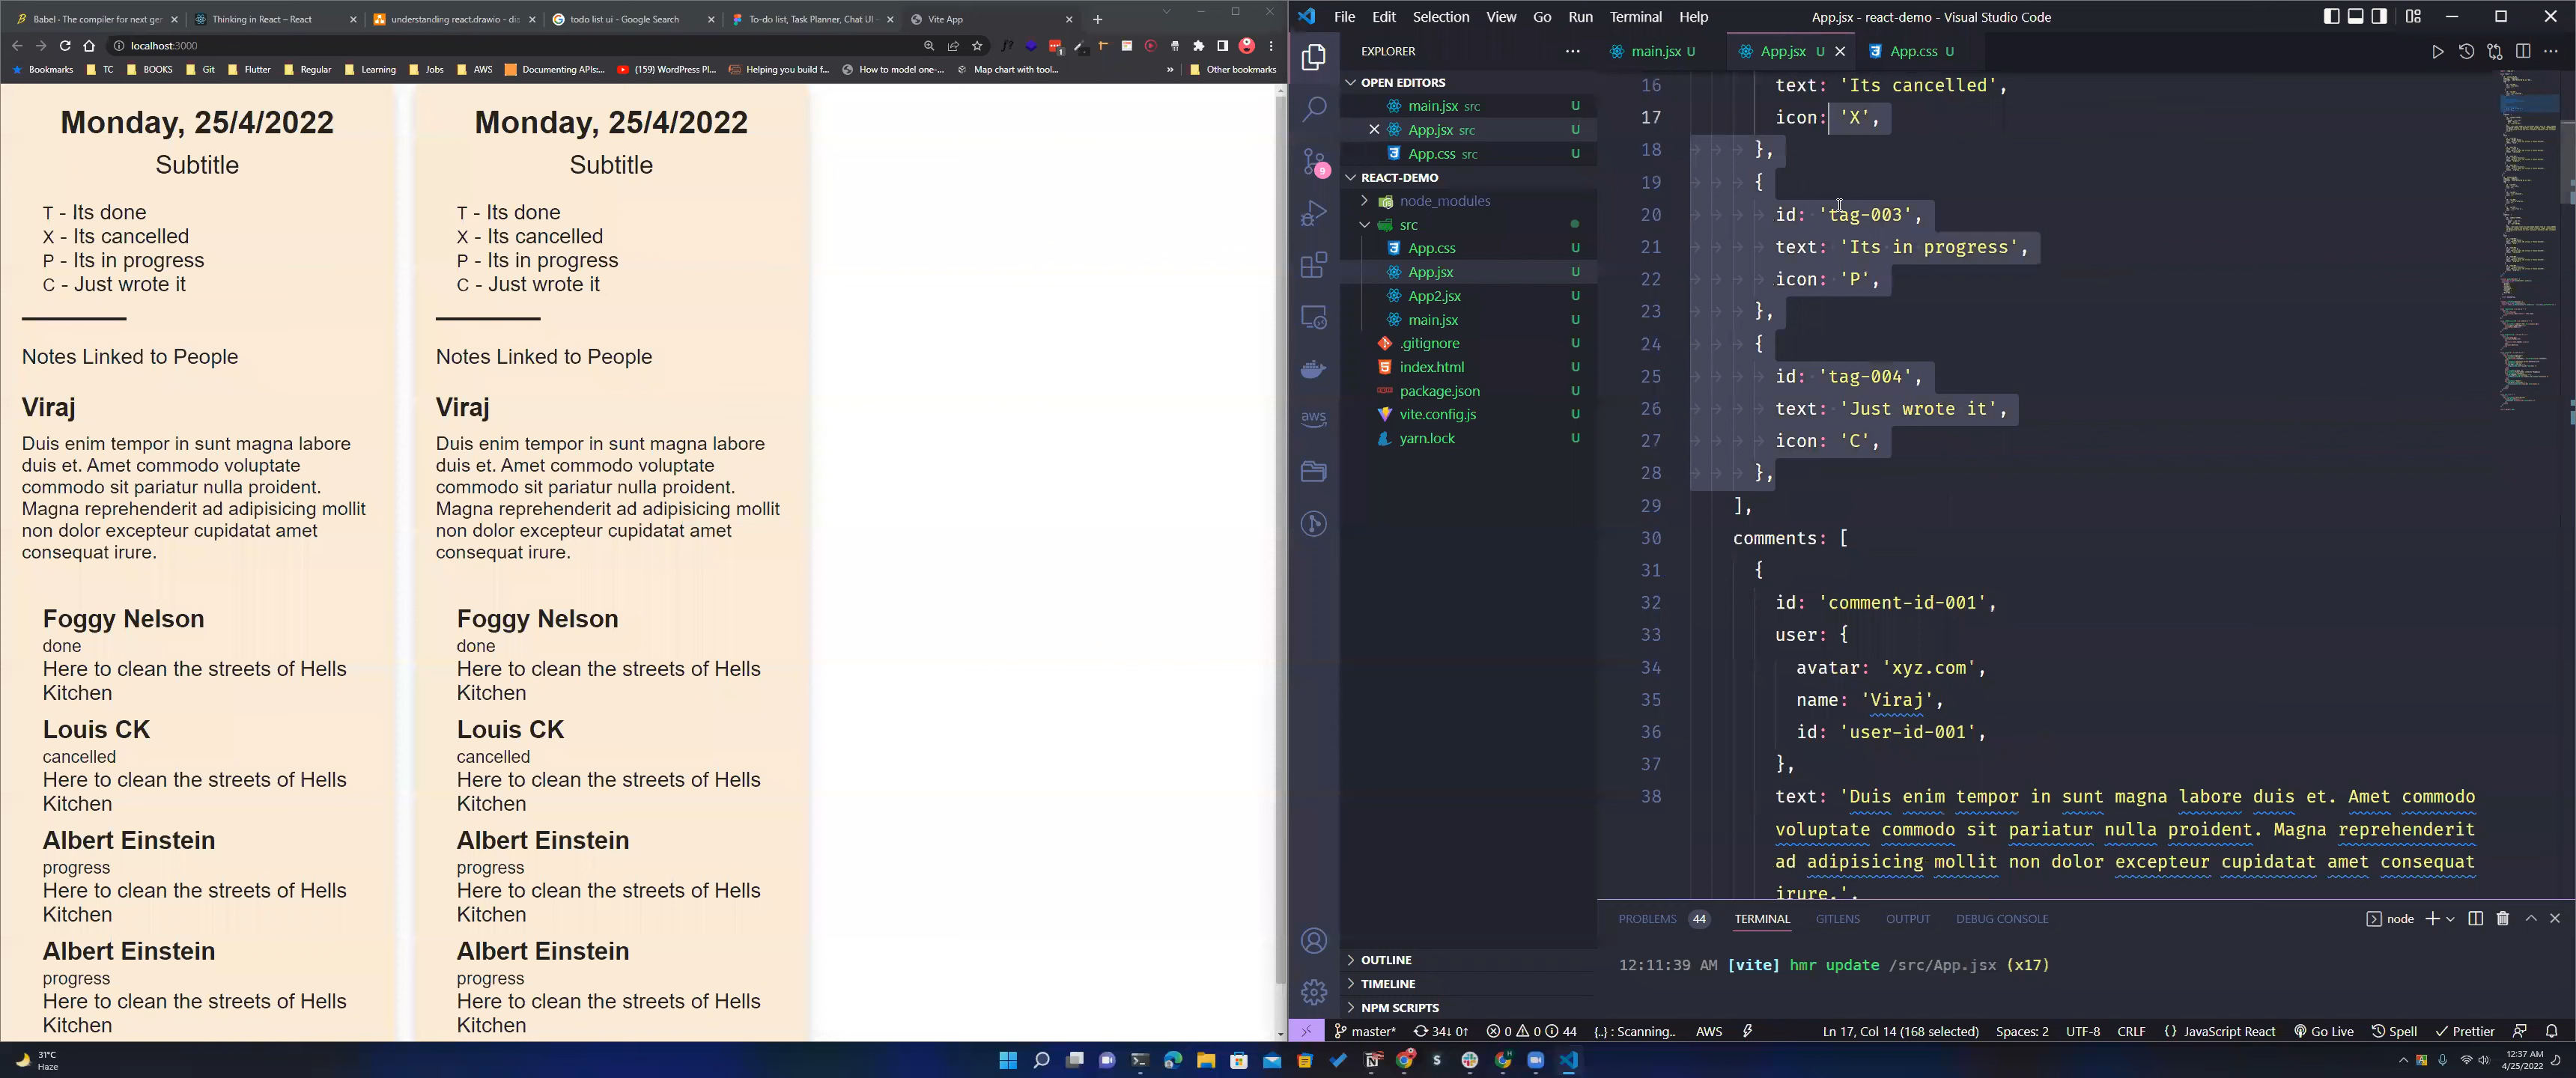 Babel · The compiler for next ger
Thinking in React – React
understanding react.drawio - dia
todo list ui - Google Search
To-do list, Task Planner, Chat UI –
Vite App
localhost:3000
Bookmarks TC BOOKS Git Flutter Regular Learning Jobs AWS Documenting APIs:... (159) WordPress Pl... Helping you build f... How to model one-... Map chart with tool... » Other bookmarks
Monday, 25/4/2022
Subtitle
T - Its done
X - Its cancelled
P - Its in progress
C - Just wrote it
Notes Linked to People
Viraj
Duis enim tempor in sunt magna labore
duis et. Amet commodo voluptate
commodo sit pariatur nulla proident.
Magna reprehenderit ad adipisicing mollit
non dolor excepteur cupidatat amet
consequat irure.
Foggy Nelson
done
Here to clean the streets of Hells
Kitchen
Louis CK
cancelled
Here to clean the streets of Hells
Kitchen
Albert Einstein
progress
Here to clean the streets of Hells
Kitchen
Albert Einstein
progress
Here to clean the streets of Hells
Kitchen
Monday, 25/4/2022
Subtitle
T - Its done
X - Its cancelled
P - Its in progress
C - Just wrote it
Notes Linked to People
Viraj
Duis enim tempor in sunt magna labore
duis et. Amet commodo voluptate
commodo sit pariatur nulla proident.
Magna reprehenderit ad adipisicing mollit
non dolor excepteur cupidatat amet
consequat irure.
Foggy Nelson
done
Here to clean the streets of Hells
Kitchen
Louis CK
cancelled
Here to clean the streets of Hells
Kitchen
Albert Einstein
progress
Here to clean the streets of Hells
Kitchen
Albert Einstein
progress
Here to clean the streets of Hells
Kitchen
File Edit Selection View Go Run Terminal Help
App.jsx - react-demo - Visual Studio Code
EXPLORER
OPEN EDITORS
main.jsx src U
App.jsx src U
App.css src U
REACT-DEMO
node_modules
src
App.css U
App.jsx U
App2.jsx U
main.jsx U
.gitignore U
index.html U
package.json U
vite.config.js U
yarn.lock U
OUTLINE
TIMELINE
NPM SCRIPTS
9
aws
main.jsx U App.jsx U App.css U
16 text: 'Its cancelled',
17 icon: 'X',
18 },
19 {
20 id: 'tag-003',
21 text: 'Its in progress',
22 icon: 'P',
23 },
24 {
25 id: 'tag-004',
26 text: 'Just wrote it',
27 icon: 'C',
28 },
29 ],
30 comments: [
31 {
32 id: 'comment-id-001',
33 user: {
34 avatar: 'xyz.com',
35 name: 'Viraj',
36 id: 'user-id-001',
37 },
38 text: 'Duis enim tempor in sunt magna labore duis et. Amet commodo
voluptate commodo sit pariatur nulla proident. Magna reprehenderit
ad adipisicing mollit non dolor excepteur cupidatat amet consequat
irure.',
PROBLEMS 44 TERMINAL GITLENS OUTPUT DEBUG CONSOLE
node
12:11:39 AM [vite] hmr update /src/App.jsx (x17)
master* 34↓ 0↑ 0 0 44 {..} : Scanning.. AWS Ln 17, Col 14 (168 selected) Spaces: 2 UTF-8 CRLF {} JavaScript React Go Live Spell Prettier
31°C
Haze
12:37 AM
4/25/2022